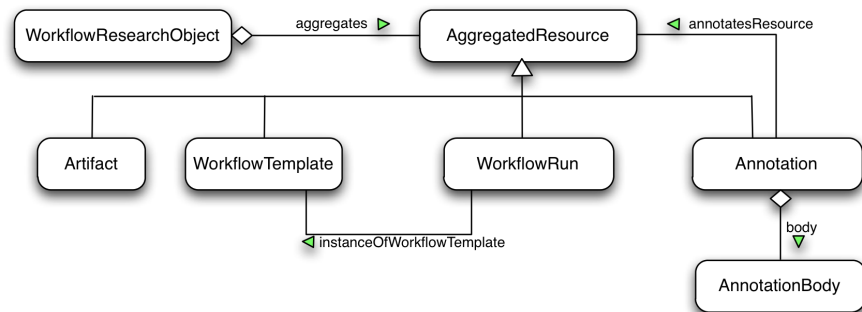 aggregates
annotatesResource
WorkflowResearchObject
AggregatedResource
Artifact
WorkflowTemplate
WorkflowRun
Annotation
body
instanceOfWorkflowTemplate
AnnotationBody